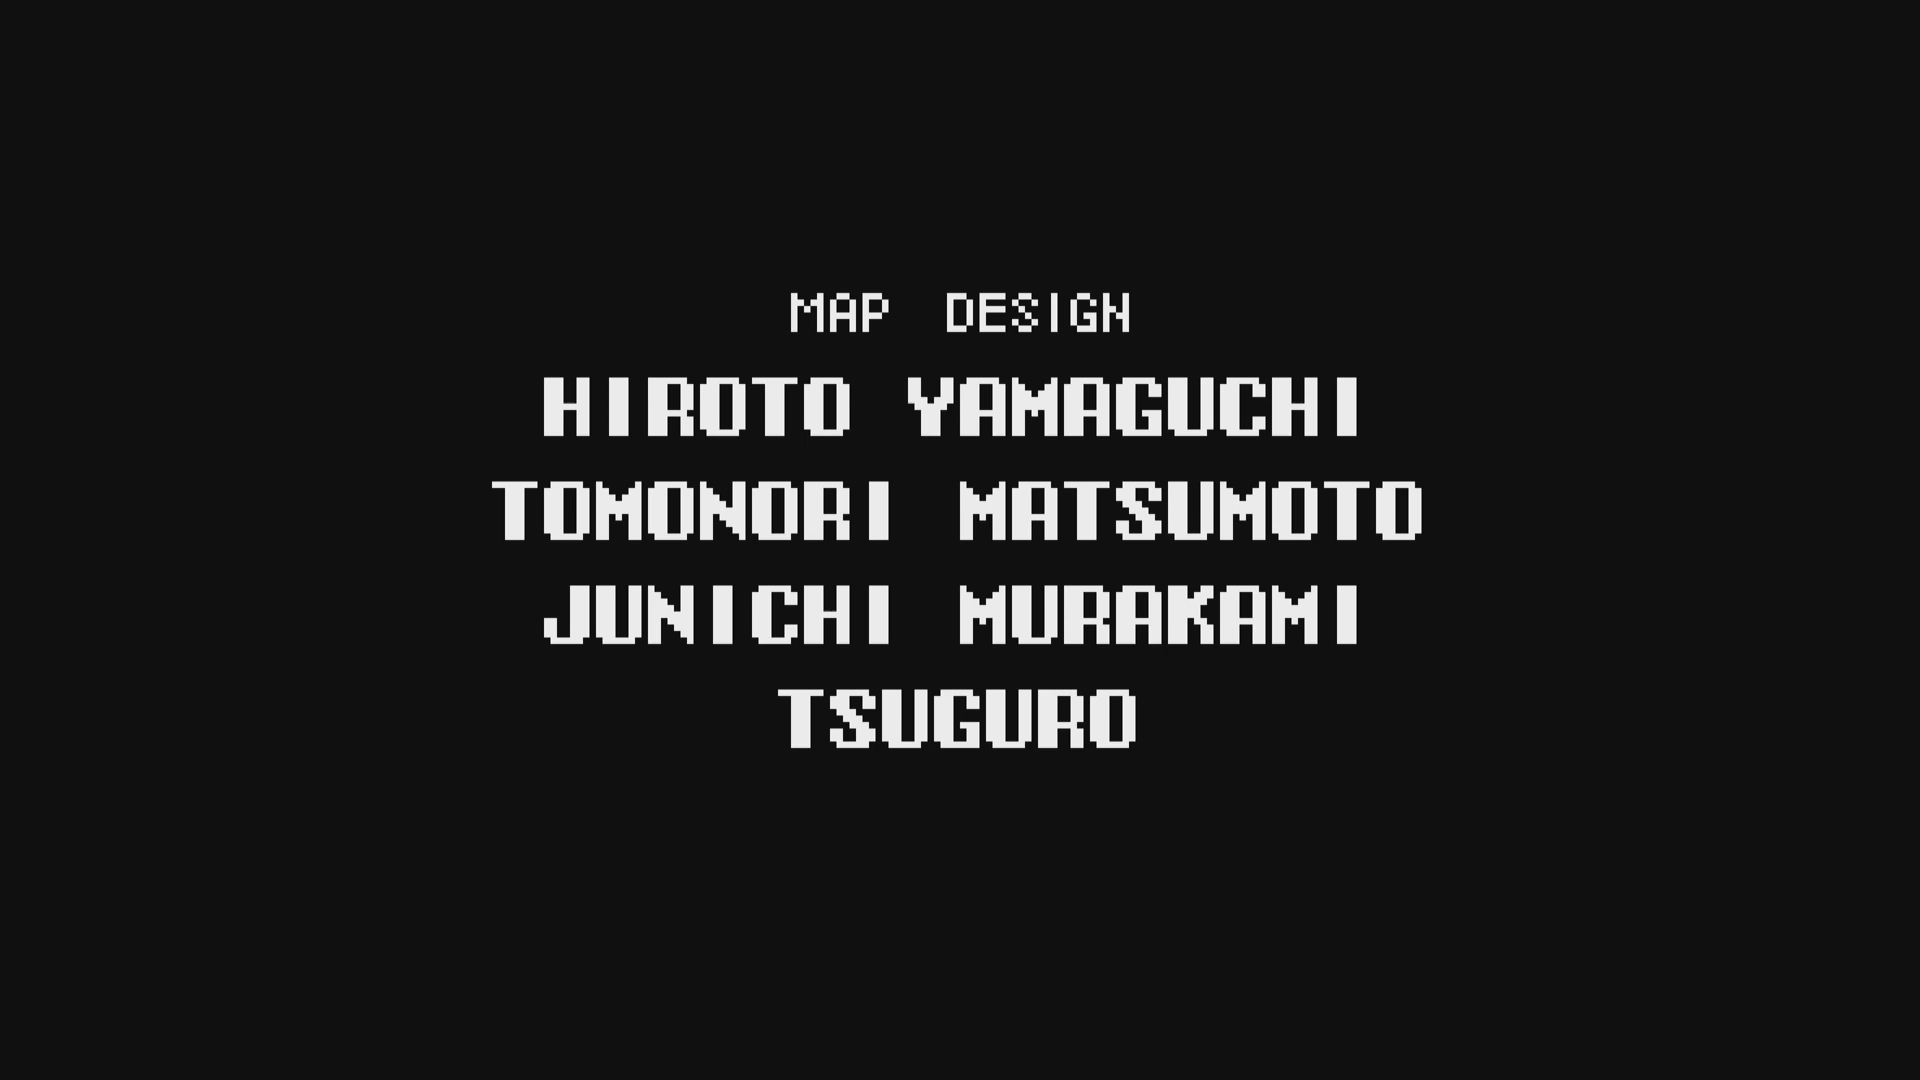 MAP DESIGN
HIROTO YAMAGUCHI
TOMONORI MATSUMOTO
JUNICHI MURAKAMI
TSUGURO